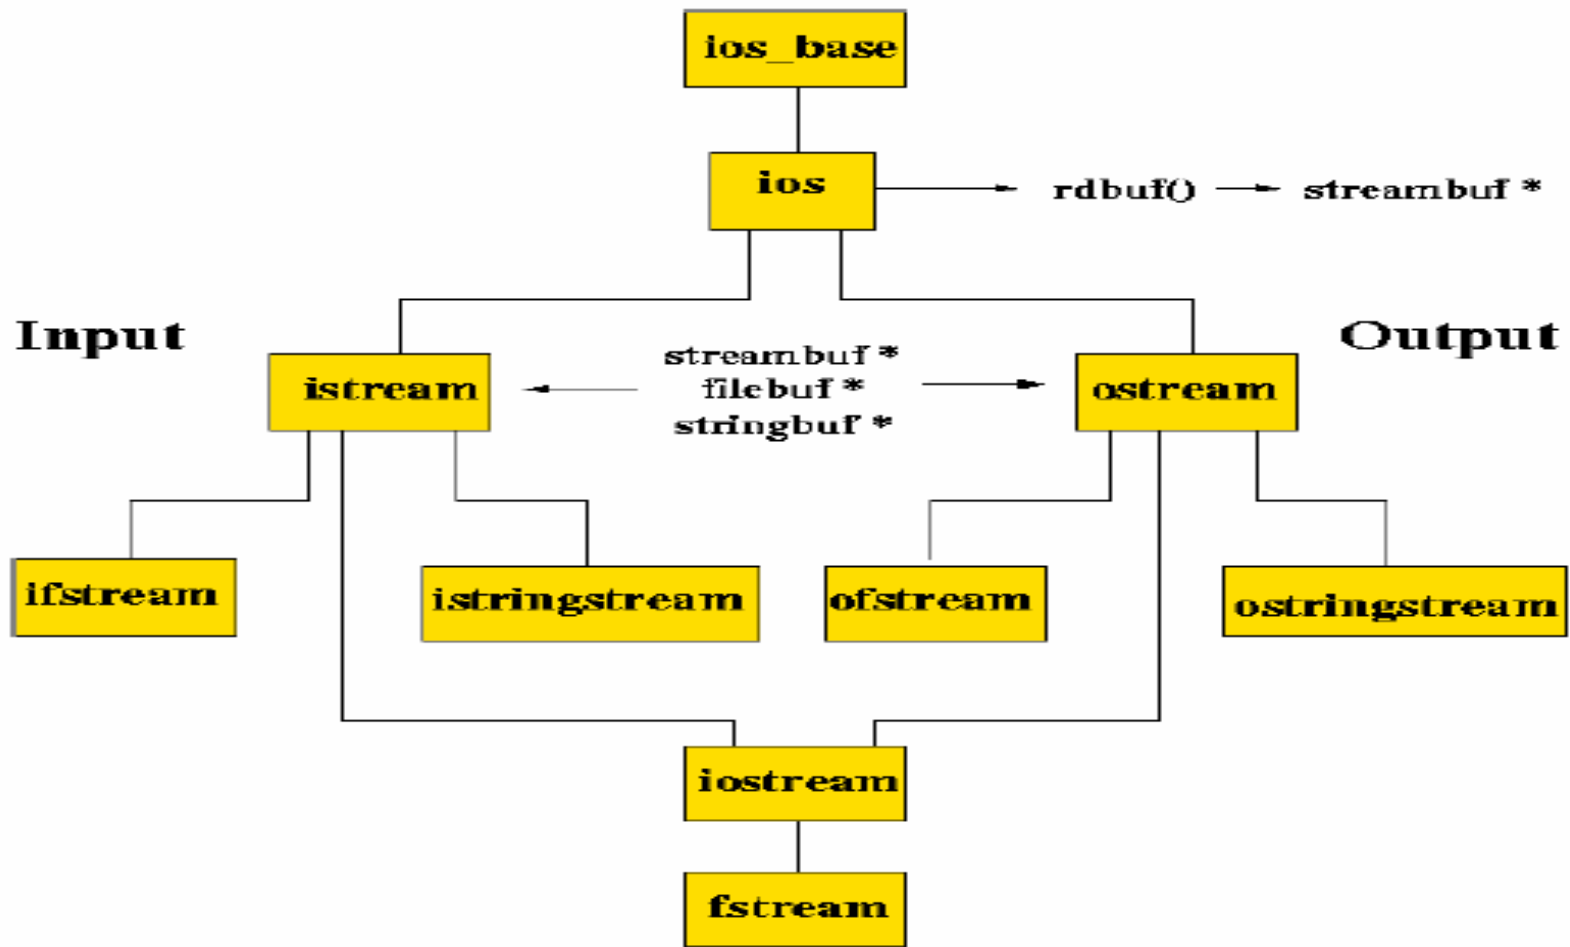 ios_base
ios
rdbuf()
streambuf *
Input
Output
istream
streambuf *
filebuf *
stringbuf *
ostream
ifstream
istringstream
ofstream
ostringstream
iostream
fstream